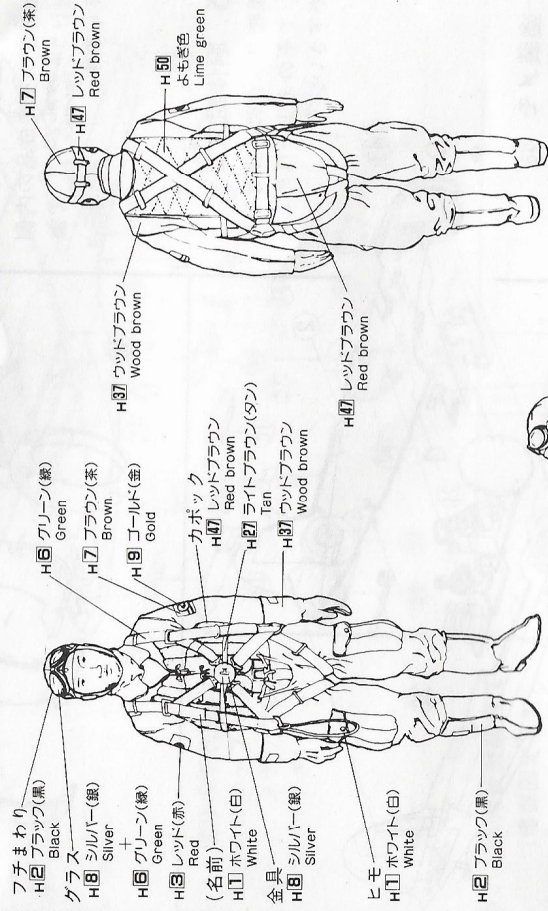 フチまわり
H2 ブラック(黒)
Black
グラス
H8 シルバー(銀)
Silver
+
H6 グリーン(緑)
Green
H3 レッド(赤)
Red
(名前)
H1 ホワイト(白)
White
金具
H8 シルバー(銀)
Silver
ヒモ
H1 ホワイト(白)
White
H2 ブラック(黒)
Black
H6 グリーン(緑)
Green
H7 ブラウン(茶)
Brown
H9 ゴールド(金)
Gold
カポック
H47 レッドブラウン
Red brown
H27 ライトブラウン(タン)
Tan
H37 ウッドブラウン
Wood brown
H37 ウッドブラウン
Wood brown
H47 レッドブラウン
Red brown
H7 ブラウン(茶)
Brown
H47 レッドブラウン
Red brown
H50
よもぎ色
Lime green